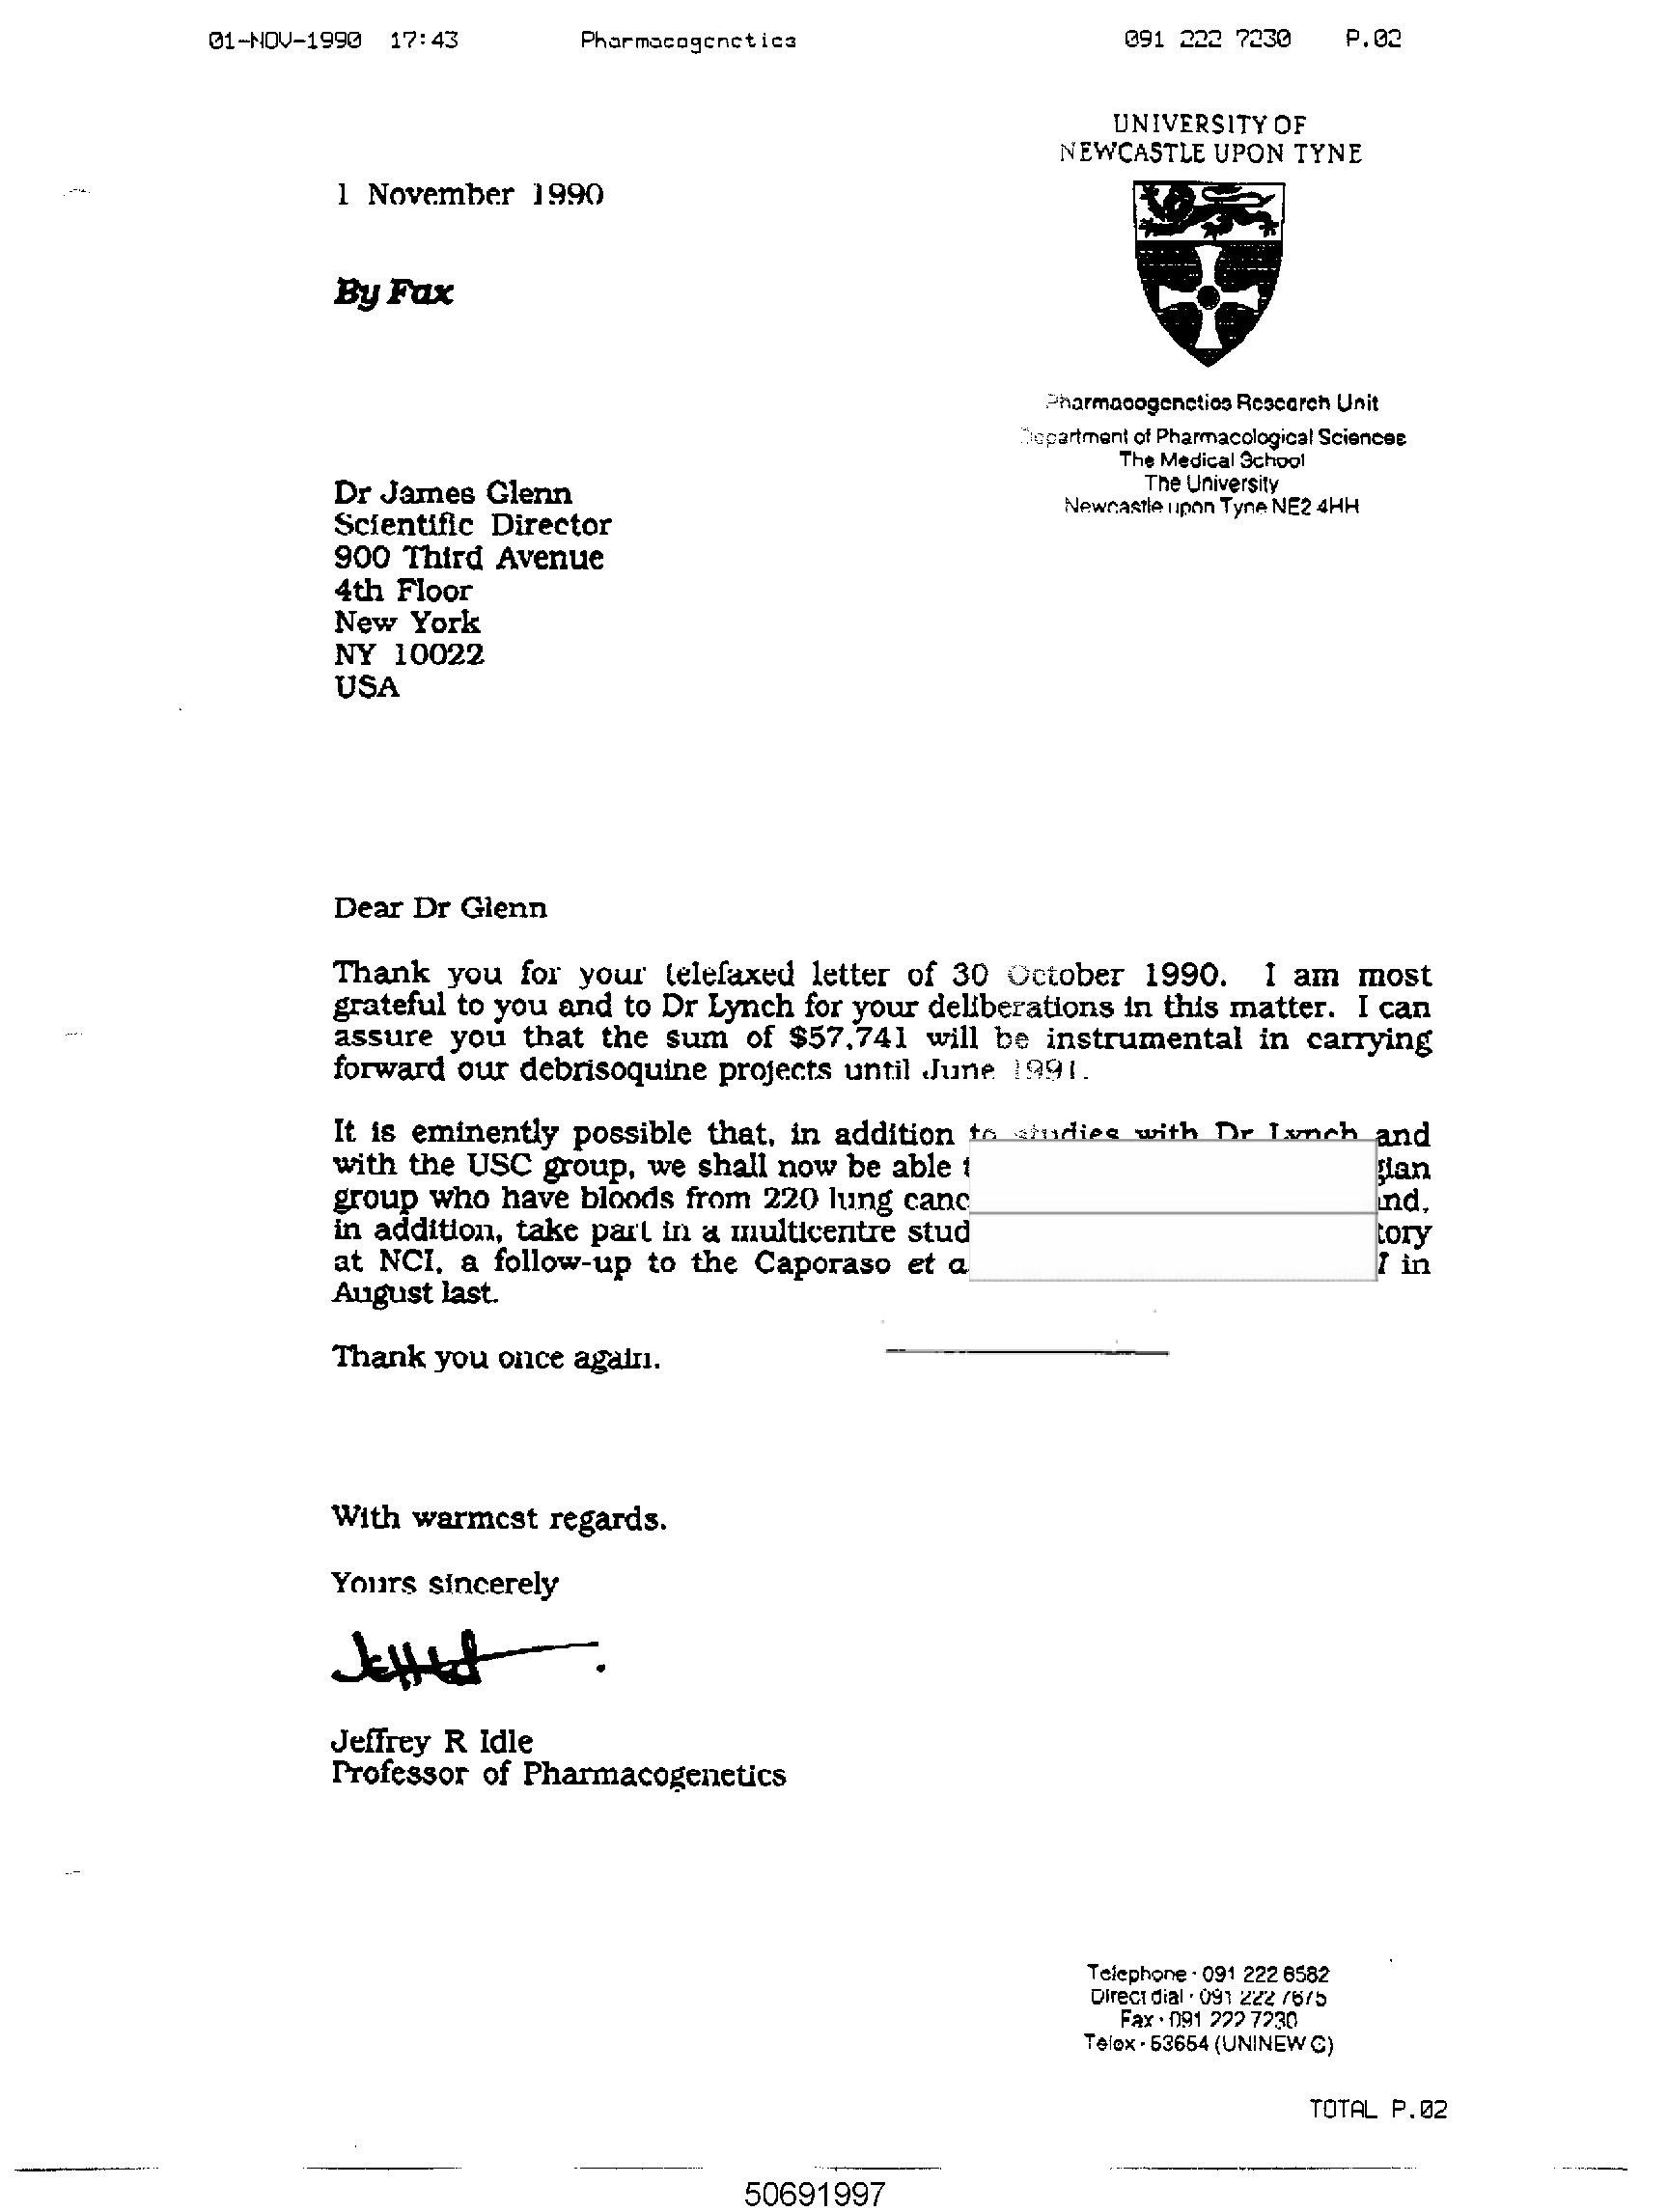 01-NOV-1990 17:43 Pharmacogenetics 091 222 7230 P.02
UNIVERSITY OF
NEWCASTLE UPON TYNE
1 November 1990
By Fax
Pharmacogenetics Research Unit
Department of Pharmacological Sciences
The Medical School
The University
Newcastle upon Tyne NE2 4HH
Dr James Glenn
Scientific Director
900 Third Avenue
4th Floor
New York
NY 10022
USA
Dear Dr Glenn
Thank you for your telefaxed letter of 30 October 1990. I am most
grateful to you and to Dr Lynch for your deliberations in this matter. I can
assure you that the sum of $57,741 will be instrumental in carrying
forward our debrisoquine projects until June 1991.
It is eminently possible that, in addition to studies with Dr Lynch and
with the USC group, we shall now be able
group who have bloods from 220 lung
in addition, take part in a multicentre
at NCI, a follow-up to the Caporaso et in
August last.
Thank you once again.
With warmest regards.
Yours sincerely
Jeffrey R Idle
Professor of Pharmacogenetics
Telephone · 091 222 6582
Direct dial · 091 222 7675
Fax · 091 222 7230
Telex · 53654 (UNINEW G)
TOTAL P.02
50691997